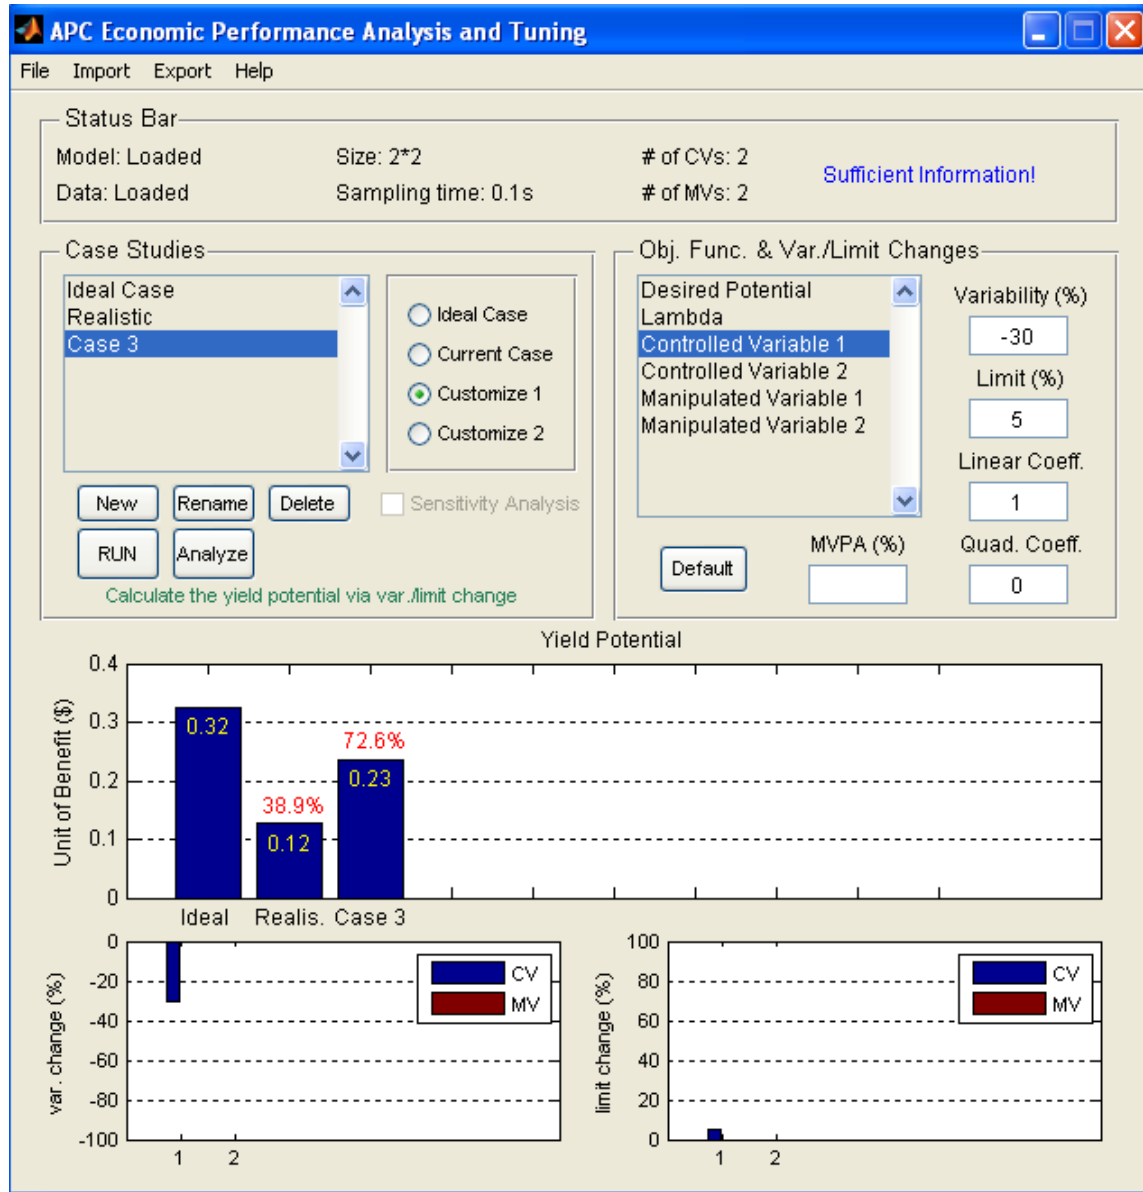 APC Economic Performance Analysis and Tuning
File Import Export Help
Status Bar
Model: Loaded Size: 2*2 # of CVs: 2
Sufficient Information!
Data: Loaded Sampling time: 0.1s # of MVs: 2
Case Studies
Ideal Case
Realistic
Case 3
Ideal Case
Current Case
Customize 1
Customize 2
New Rename Delete Sensitivity Analysis
RUN Analyze
Calculate the yield potential via var./limit change
Obj. Func. & Var./Limit Changes
Desired Potential
Lambda
Controlled Variable 1
Controlled Variable 2
Manipulated Variable 1
Manipulated Variable 2
Variability (%)
-30
Limit (%)
5
Linear Coeff.
1
Default MVPA (%) Quad. Coeff.
0
Yield Potential
Unit of Benefit ($)
0.4
0.3
0.2
0.1
0
0.32
38.9%
0.12
72.6%
0.23
Ideal Realis. Case 3
var. change (%)
0
-20
-40
-60
-80
-100
1 2
CV
MV
limit change (%)
100
80
60
40
20
0
1 2
CV
MV